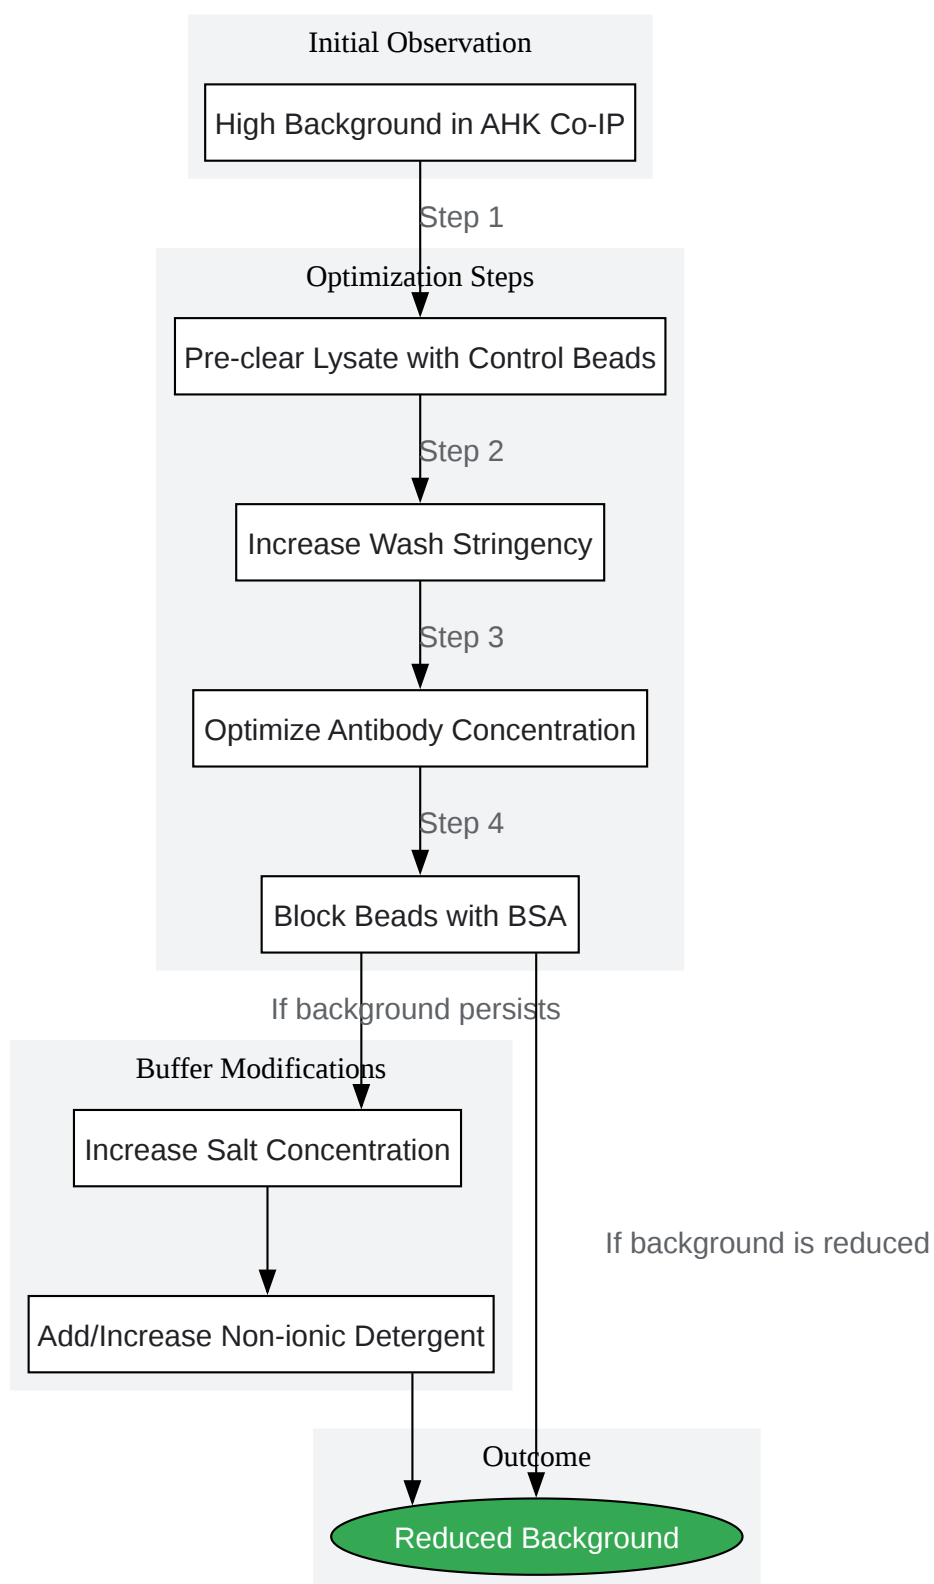 Initial Observation
High Background in AHK Co-IP
Step 1
Optimization Steps
Pre-clear Lysate with Control Beads
Step 2
Increase Wash Stringency
Step 3
Optimize Antibody Concentration
Step 4
Block Beads with BSA
If background persists
Buffer Modifications
Increase Salt Concentration
If background is reduced
Add/Increase Non-ionic Detergent
Outcome
Reduced Background